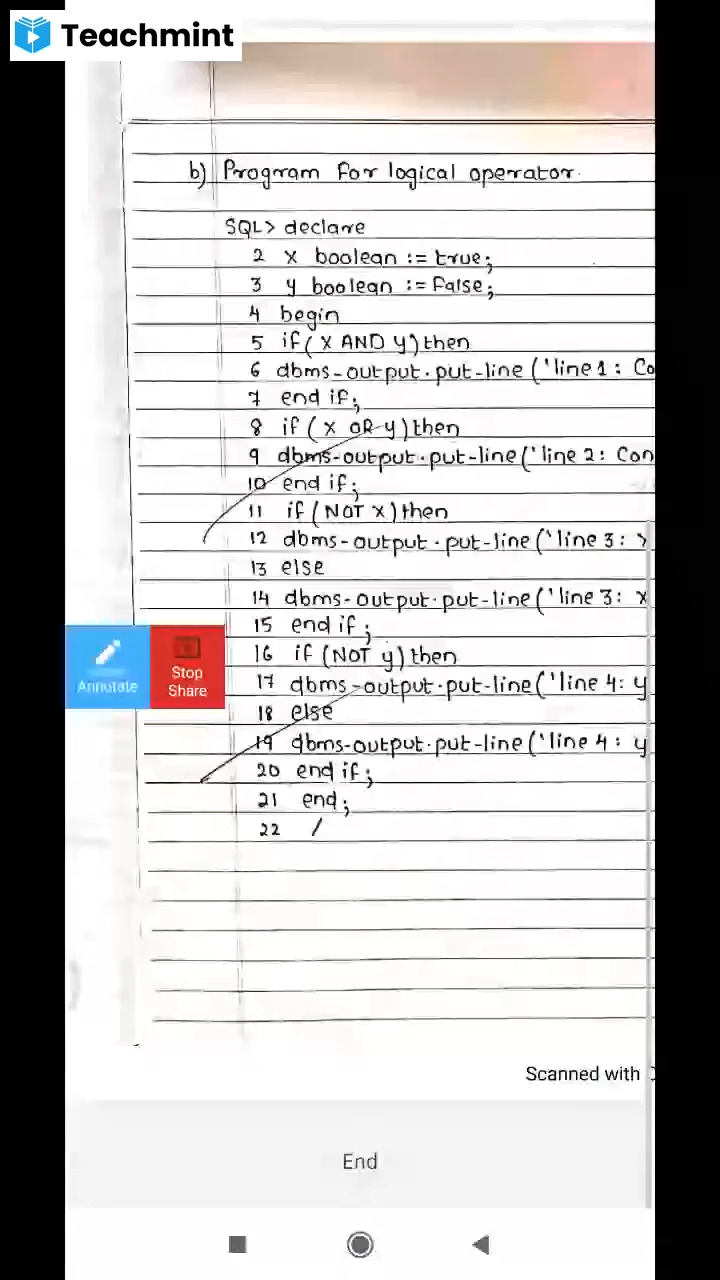 Teachmint
b) Program For logical operator.
SQL> declare
2 x boolean := true;
3 y boolean := False;
4 begin
5 if ( x AND y) then
6 dbms-output.put-line ('line 1 : Co
7 end if;
8 if ( x OR y ) then
9 dbms-output.put-line ('line 2: Con
10 end if;
11 if (NOT x) then
12 dbms-output.put-line ('line 3 :
13 else
14 dbms-output.put-line ('line 3: x
15 end if ;
16 if (NOT y) then
Annotate
Stop
Share
17 dbms-output.put-line ('line 4: y
18 else
19 dbms-output.put-line ('line 4 : y
20 end if;
21 end ;
22 /
Scanned with
End